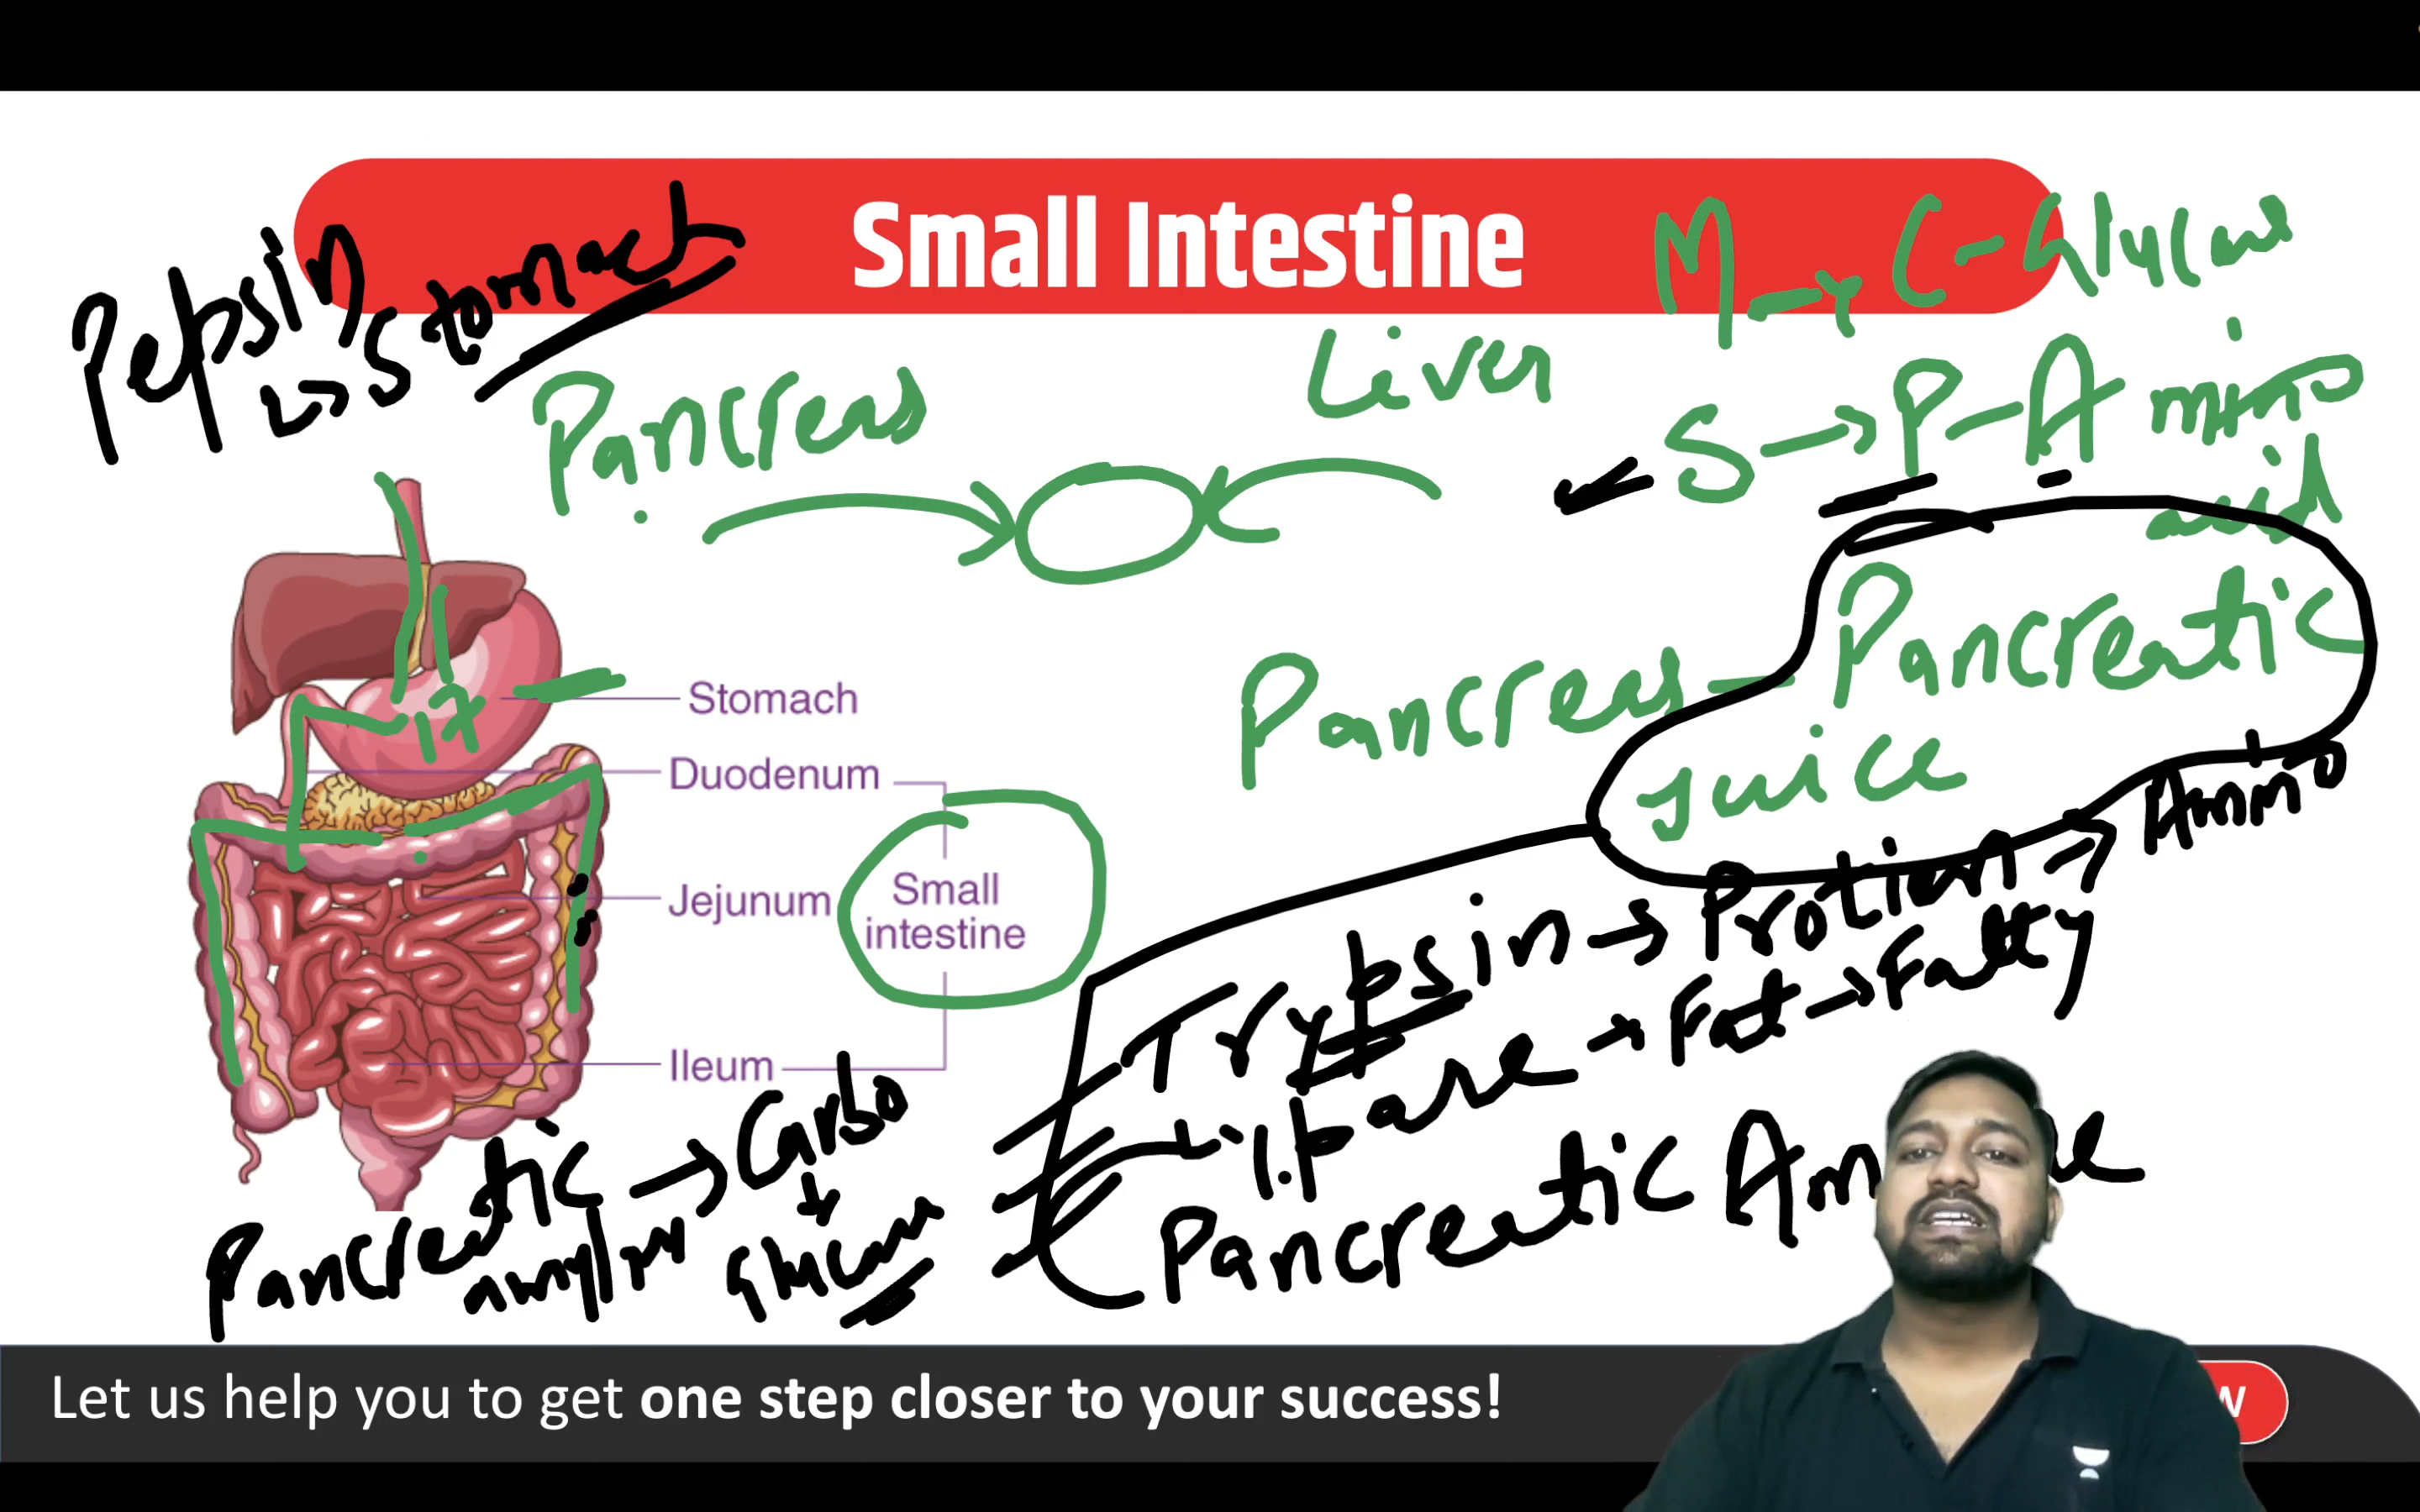 Small Intestine
Pepsin
↳ Stomach
M → C - Glucose
Pancreas
Liver
S → P - Amino
acid
Pancreas - Pancreatic
Juice
Stomach
Duodenum
Jejunum
Small
intestine
Ileum
Trypsin → Protien → Amino
Lipase → Fat → Fatty
Pancreatic
Pancreatic
amylase → Carbo
Glucose
Let us help you to get one step closer to your success!